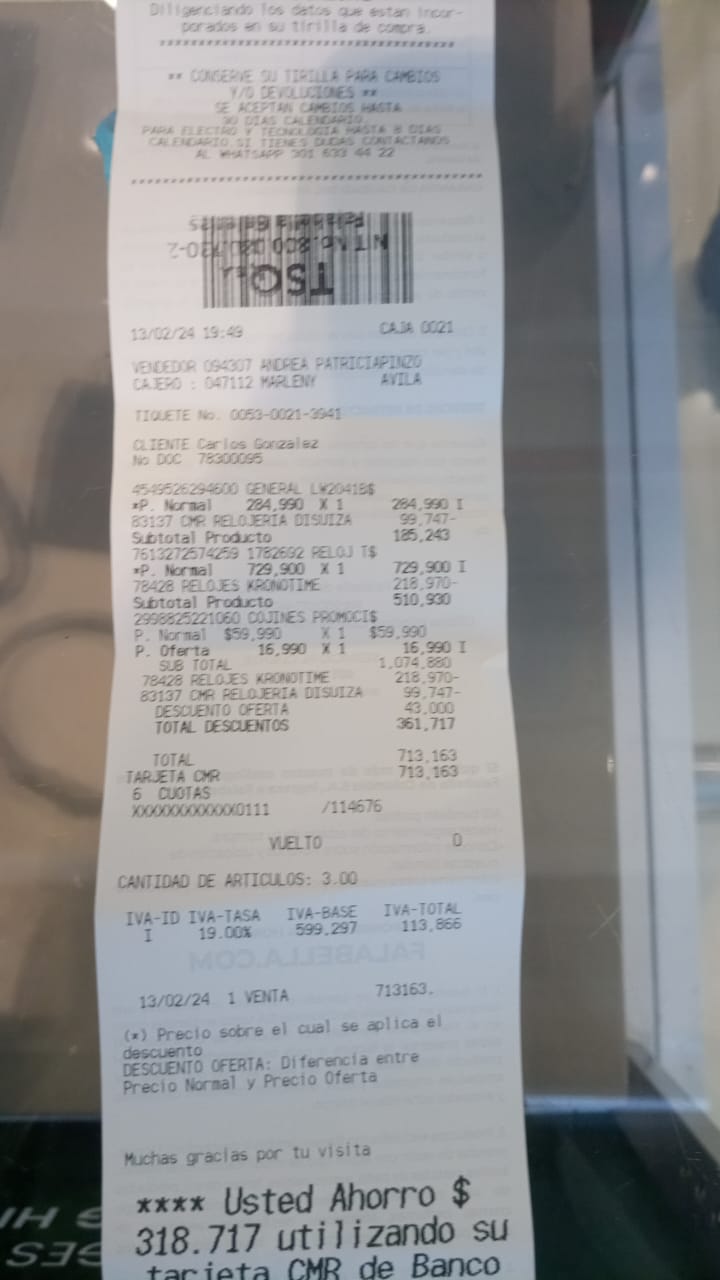 Diligenciando los datos que estan incor-
porados en su tirilla de compra.
** CONSERVE SU TIRILLA PARA CAMBIOS
Y/O DEVOLUCIONES **
SE ACEPTAN CAMBIOS HASTA
30 DIAS CALENDARIO.
PARA ELECTRO Y TECNOLOGIA HASTA 8 DIAS
CALENDARIO.SI TIENES DUDAS CONTACTANOS
AL WHATSAPP 301 633 44 22
Falabella
NIT No.800
13/02/24 19:49 CAJA 0021
VENDEDOR 094307 ANDREA PATRICIAPINZO
CAJERO : 047112 MARLENY AVILA
TIQUETE No. 0053-0021-3941
CLIENTE Carlos Gonzalez
No DOC 78300095
4549526294600 GENERAL LW2041B$
*P. Normal 284,990 X 1 284,990 I
83137 CMR RELOJERIA DISUIZA 99,747-
Subtotal Producto 185,243
7613272574259 1782692 RELOJ T$
*P. Normal 729,900 X 1 729,900 I
78428 RELOJES KRONOTIME 218,970-
Subtotal Producto 510,930
2998825221060 COJINES PROMOCI$
P. Normal $59,990 X 1 $59,990
P. Oferta 16,990 X 1 16,990 I
SUB TOTAL 1,074,880
78428 RELOJES KRONOTIME 218,970-
83137 CMR RELOJERIA DISUIZA 99,747-
DESCUENTO OFERTA 43,000
TOTAL DESCUENTOS 361,717
TOTAL 713,163
TARJETA CMR 713,163
6 CUOTAS
XXXXXXXXXXXX0111 /114676
VUELTO 0
CANTIDAD DE ARTICULOS: 3.00
IVA-ID IVA-TASA IVA-BASE IVA-TOTAL
I 19.00% 599,297 113,866
FALABELLA.COM
13/02/24 1 VENTA 713163.
(*) Precio sobre el cual se aplica el
descuento
DESCUENTO OFERTA: Diferencia entre
Precio Normal y Precio Oferta
Muchas gracias por tu visita
**** Usted Ahorro $
318.717 utilizando su
tarjeta CMR de Banco